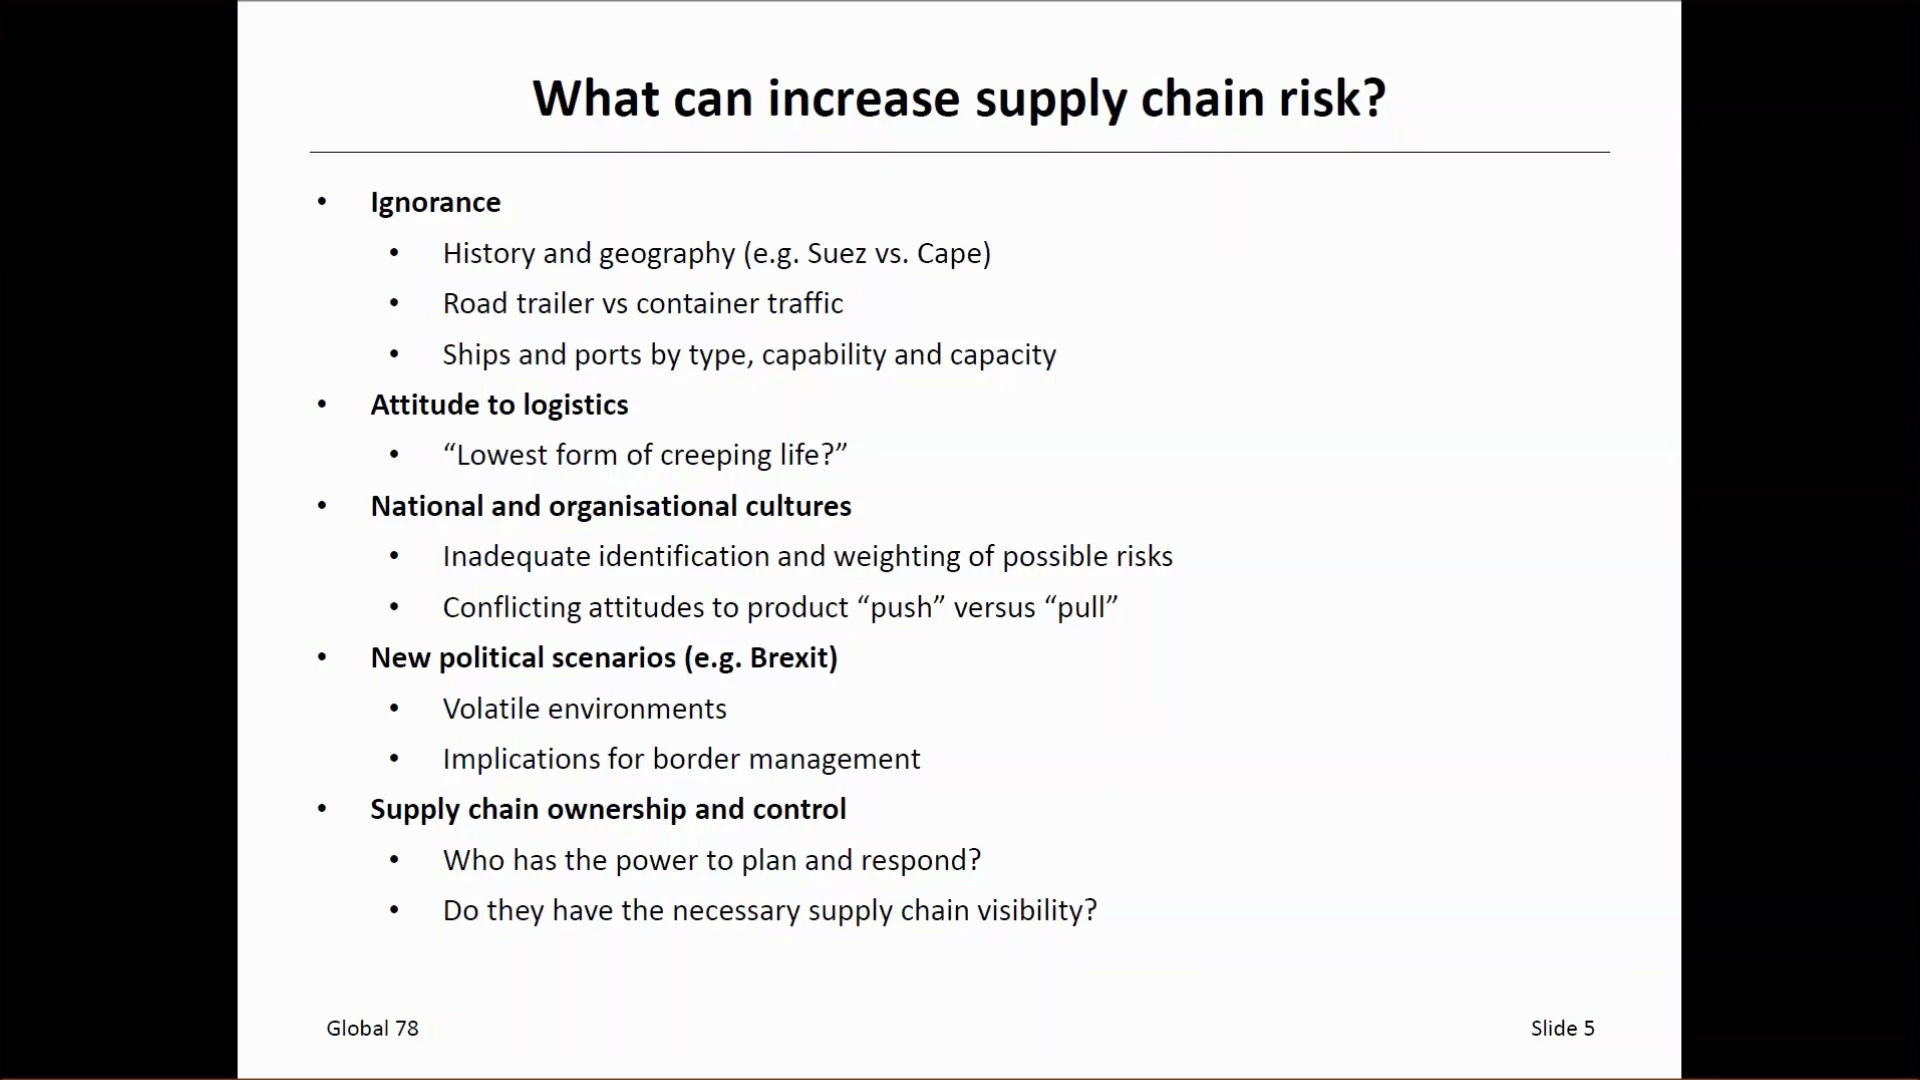 What can increase supply chain risk?
• Ignorance
• History and geography (e.g. Suez vs. Cape)
• Road trailer vs container traffic
• Ships and ports by type, capability and capacity
• Attitude to logistics
• “Lowest form of creeping life?”
• National and organisational cultures
• Inadequate identification and weighting of possible risks
• Conflicting attitudes to product “push” versus “pull”
• New political scenarios (e.g. Brexit)
• Volatile environments
• Implications for border management
• Supply chain ownership and control
• Who has the power to plan and respond?
• Do they have the necessary supply chain visibility?
Global 78
Slide 5